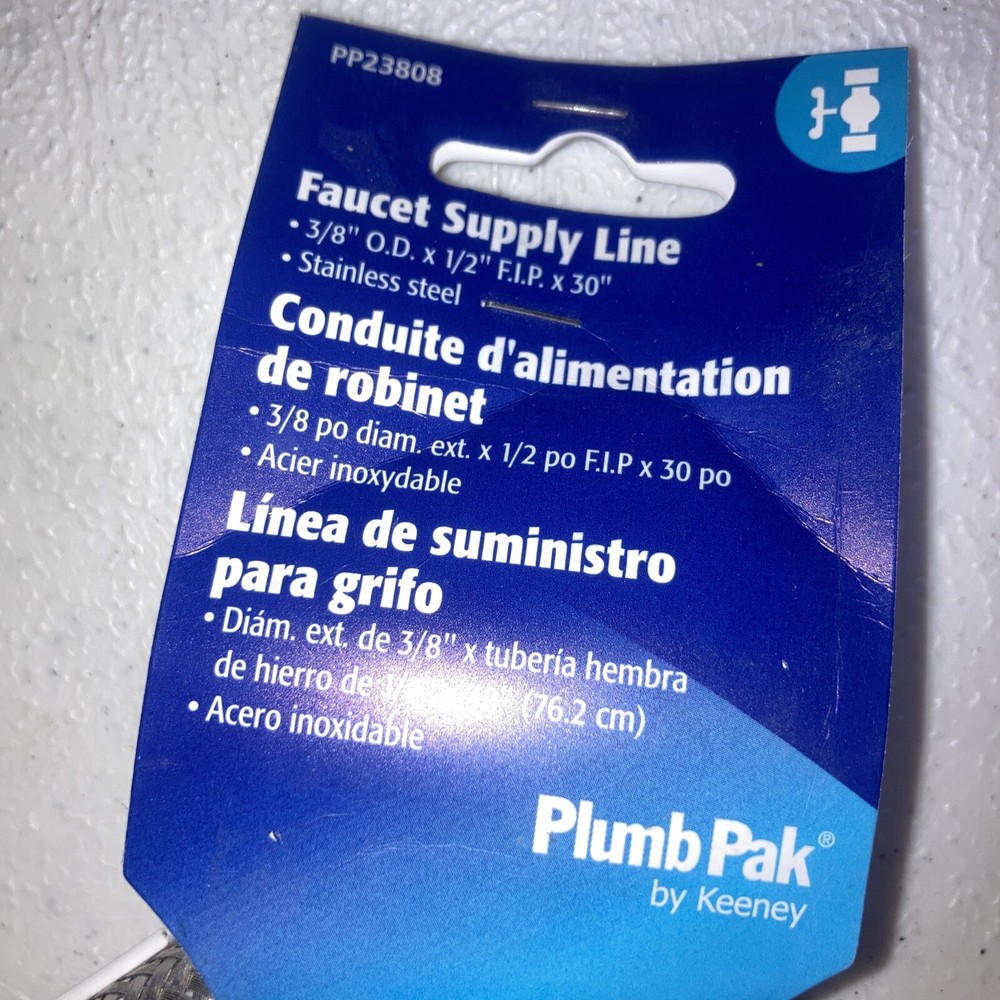 PP23808
Faucet Supply Line
• 3/8" O.D. x 1/2" F.I.P. x 30"
• Stainless steel
Conduite d'alimentation
de robinet
• 3/8 po diam. ext. x 1/2 po F.I.P x 30 po
• Acier inoxydable
Línea de suministro
para grifo
• Diám. ext. de 3/8" x tubería hembra
de hierro de (76.2 cm)
• Acero inoxidable
Plumb Pak®
by Keeney